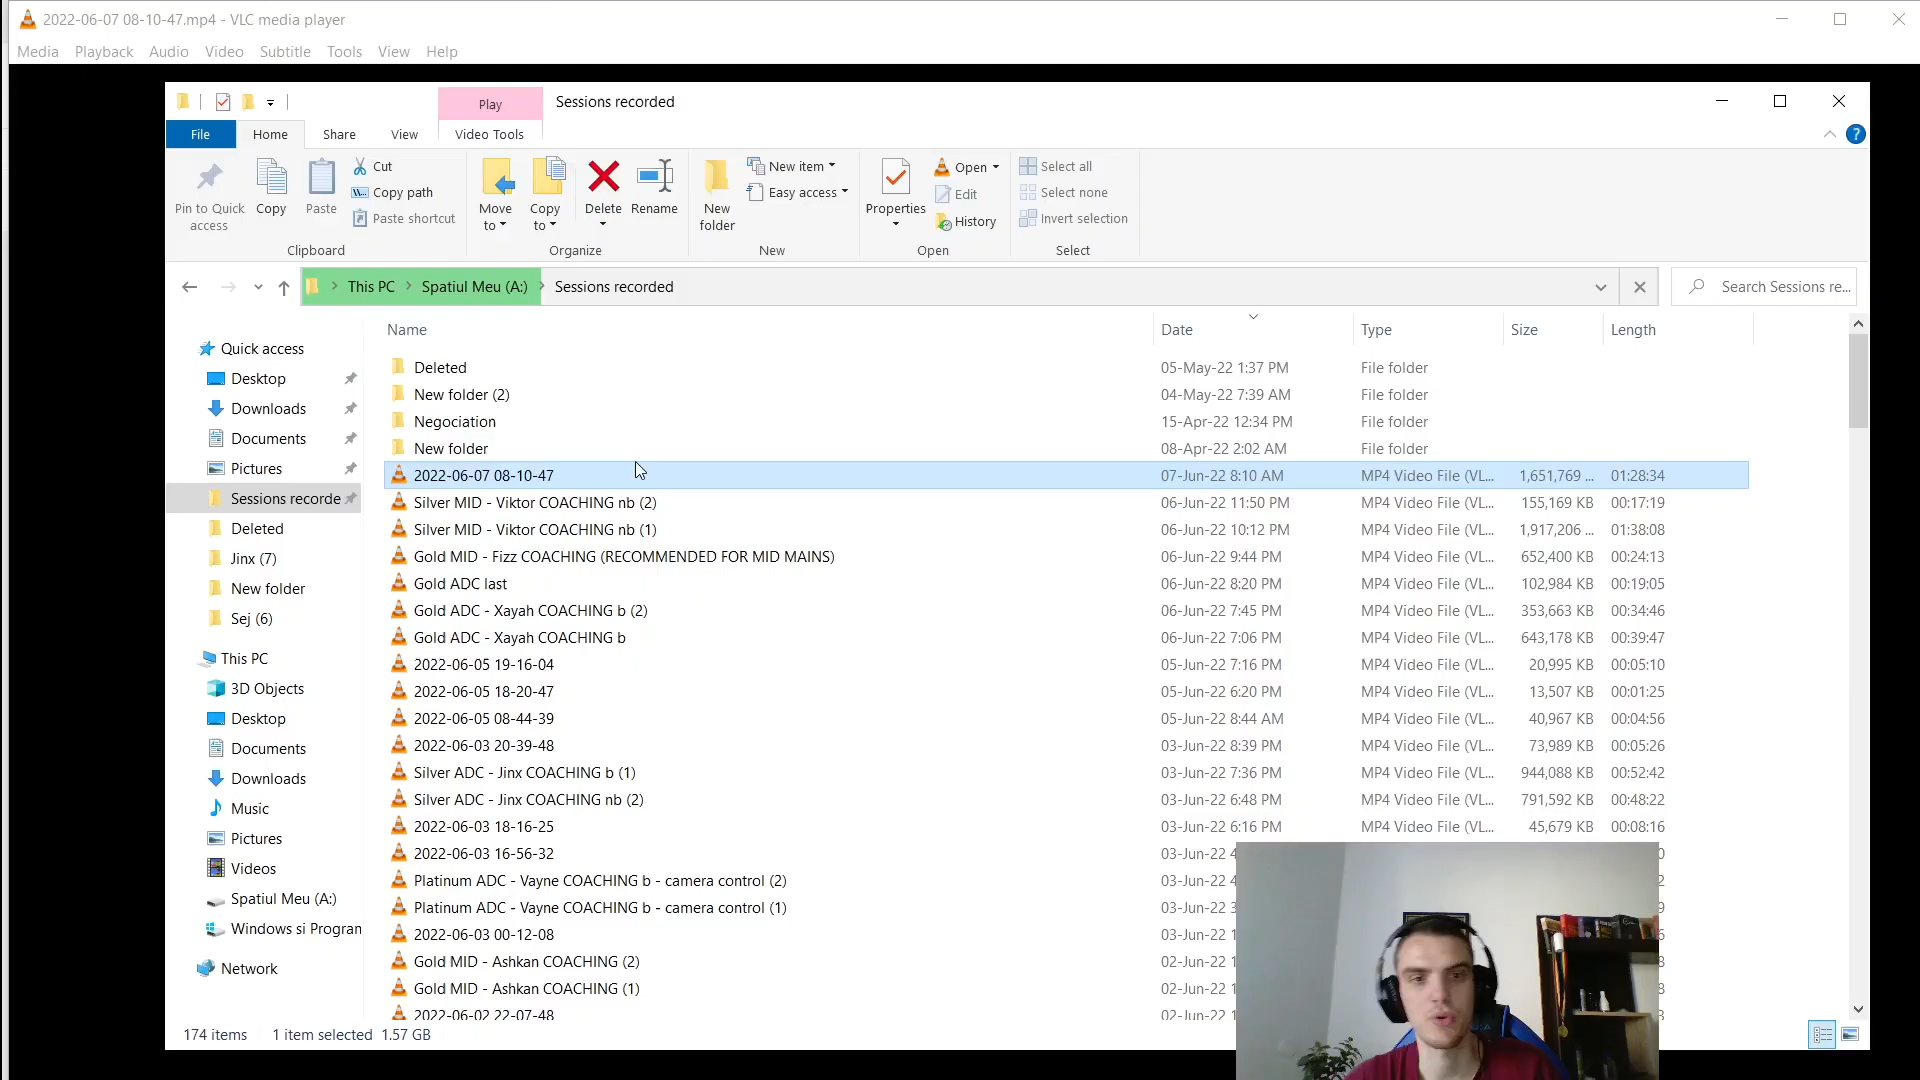 2022-06-07 08-10-47.mp4 - VLC media player
Media Playback Audio Video Subtitle Tools View Help
Play Sessions recorded
File Home Share View Video Tools
Pin to Quick access
Copy
Paste
Cut
Copy path
Paste shortcut
Clipboard
Move to
Copy to
Delete
Rename
Organize
New folder
New item
Easy access
New
Properties
Open
Edit
History
Open
Select all
Select none
Invert selection
Select
This PC > Spatiul Meu (A:) > Sessions recorded
Search Sessions re...
Quick access
Desktop
Downloads
Documents
Pictures
Sessions recorde
Deleted
Jinx (7)
New folder
Sej (6)
This PC
3D Objects
Desktop
Documents
Downloads
Music
Pictures
Videos
Spatiul Meu (A:)
Windows si Program
Network
Name Date Type Size Length
Deleted 05-May-22 1:37 PM File folder
New folder (2) 04-May-22 7:39 AM File folder
Negociation 15-Apr-22 12:34 PM File folder
New folder 08-Apr-22 2:02 AM File folder
2022-06-07 08-10-47 07-Jun-22 8:10 AM MP4 Video File (VL... 1,651,769 ... 01:28:34
Silver MID - Viktor COACHING nb (2) 06-Jun-22 11:50 PM MP4 Video File (VL... 155,169 KB 00:17:19
Silver MID - Viktor COACHING nb (1) 06-Jun-22 10:12 PM MP4 Video File (VL... 1,917,206 ... 01:38:08
Gold MID - Fizz COACHING (RECOMMENDED FOR MID MAINS) 06-Jun-22 9:44 PM MP4 Video File (VL... 652,400 KB 00:24:13
Gold ADC last 06-Jun-22 8:20 PM MP4 Video File (VL... 102,984 KB 00:19:05
Gold ADC - Xayah COACHING b (2) 06-Jun-22 7:45 PM MP4 Video File (VL... 353,663 KB 00:34:46
Gold ADC - Xayah COACHING b 06-Jun-22 7:06 PM MP4 Video File (VL... 643,178 KB 00:39:47
2022-06-05 19-16-04 05-Jun-22 7:16 PM MP4 Video File (VL... 20,995 KB 00:05:10
2022-06-05 18-20-47 05-Jun-22 6:20 PM MP4 Video File (VL... 13,507 KB 00:01:25
2022-06-05 08-44-39 05-Jun-22 8:44 AM MP4 Video File (VL... 40,967 KB 00:04:56
2022-06-03 20-39-48 03-Jun-22 8:39 PM MP4 Video File (VL... 73,989 KB 00:05:26
Silver ADC - Jinx COACHING b (1) 03-Jun-22 7:36 PM MP4 Video File (VL... 944,088 KB 00:52:42
Silver ADC - Jinx COACHING nb (2) 03-Jun-22 6:48 PM MP4 Video File (VL... 791,592 KB 00:48:22
2022-06-03 18-16-25 03-Jun-22 6:16 PM MP4 Video File (VL... 45,679 KB 00:08:16
2022-06-03 16-56-32 03-Jun-22 4
Platinum ADC - Vayne COACHING b - camera control (2) 03-Jun-22 4 2
Platinum ADC - Vayne COACHING b - camera control (1) 03-Jun-22 3 9
2022-06-03 00-12-08 03-Jun-22 1 6
Gold MID - Ashkan COACHING (2) 02-Jun-22 1 8
Gold MID - Ashkan COACHING (1) 02-Jun-22 1 8
2022-06-02 22-07-48 02-Jun-22 1
174 items 1 item selected 1.57 GB